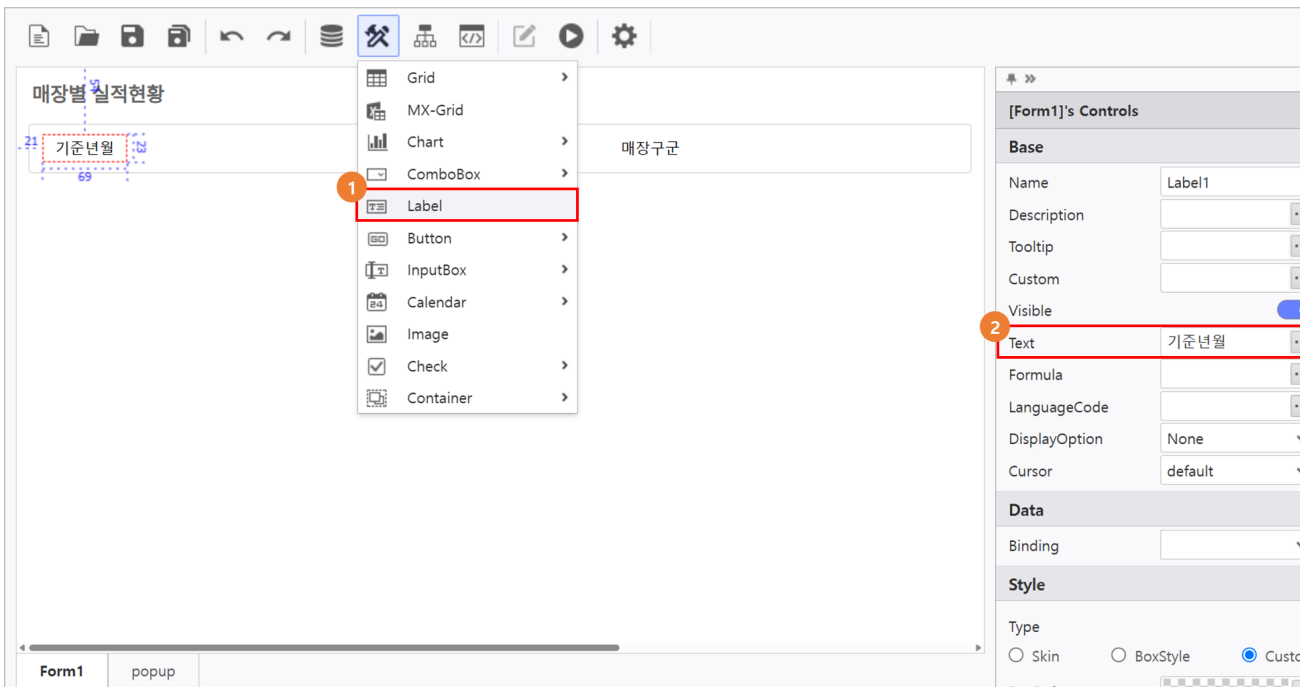 매장별 실적현황
54
21
기준년월
23
69
매장구군
Grid
MX-Grid
Chart
ComboBox
1
Label
Button
InputBox
Calendar
24
Image
Check
Container
[Form1]'s Controls
Base
Name Label1
Description
Tooltip
Custom
Visible
2
Text 기준년월
Formula
LanguageCode
DisplayOption None
Cursor default
Data
Binding
Style
Type
Skin BoxStyle Custo
Form1 popup